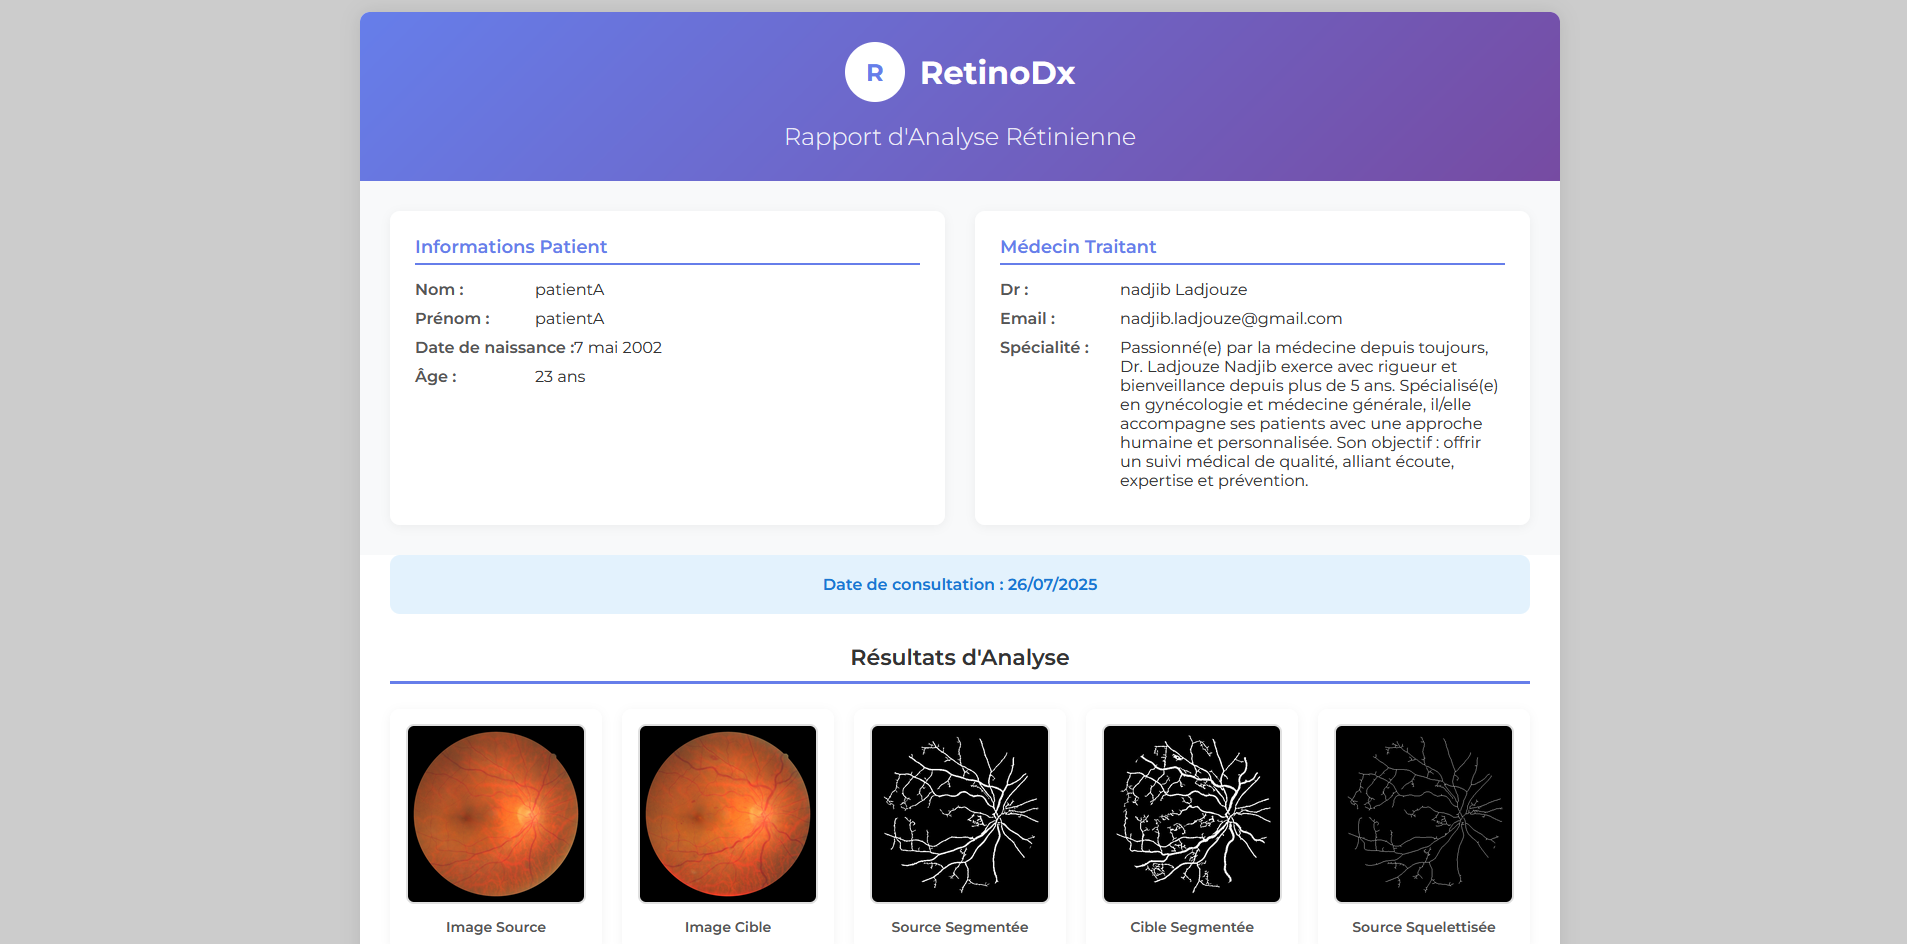 R
RetinoDx
Rapport d'Analyse Rétinienne
Informations Patient
Nom : patientA
Prénom : patientA
Date de naissance :7 mai 2002
Âge : 23 ans
Médecin Traitant
Dr : nadjib Ladjouze
Email : nadjib.ladjouze@gmail.com
Spécialité : Passionné(e) par la médecine depuis toujours,
Dr. Ladjouze Nadjib exerce avec rigueur et
bienveillance depuis plus de 5 ans. Spécialisé(e)
en gynécologie et médecine générale, il/elle
accompagne ses patients avec une approche
humaine et personnalisée. Son objectif : offrir
un suivi médical de qualité, alliant écoute,
expertise et prévention.
Date de consultation : 26/07/2025
Résultats d'Analyse
Image Source
Image Cible
Source Segmentée
Cible Segmentée
Source Squelettisée